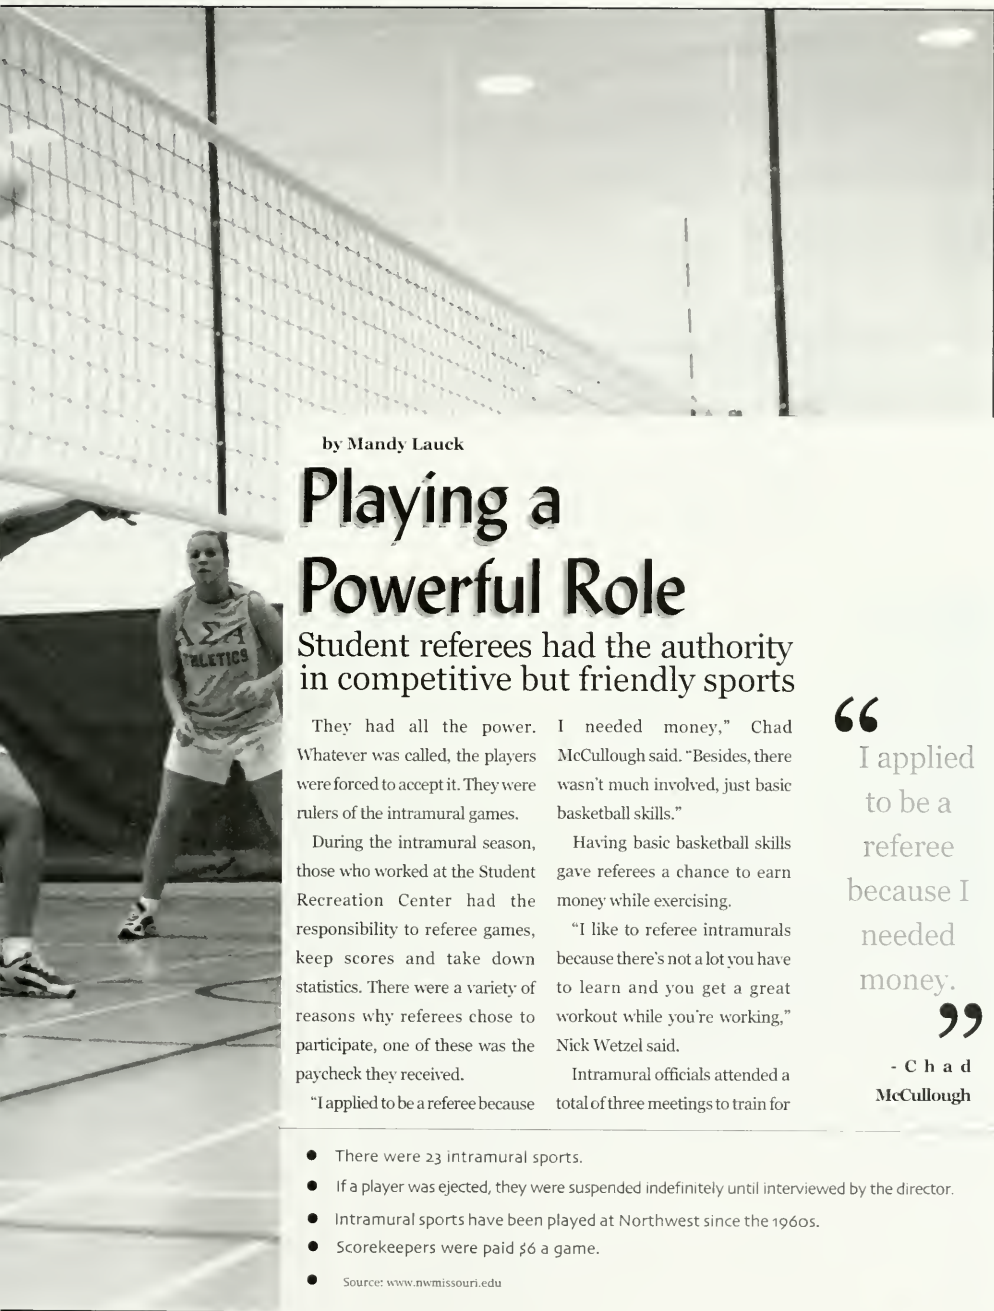 ΑΣΑ
ATHLETICS
by Mandy Lauck
Playing a
Powerful Role
Student referees had the authority
in competitive but friendly sports
They had all the power.
Whatever was called, the players
were forced to accept it. They were
rulers of the intramural games.
During the intramural season,
those who worked at the Student
Recreation Center had the
responsibility to referee games,
keep scores and take down
statistics. There were a variety of
reasons why referees chose to
participate, one of these was the
paycheck they received.
“I applied to be a referee because
I needed money,” Chad
McCullough said. “Besides, there
wasn't much involved, just basic
basketball skills.”
Having basic basketball skills
gave referees a chance to earn
money while exercising.
“I like to referee intramurals
because there's not a lot you have
to learn and you get a great
workout while you're working,”
Nick Wetzel said.
Intramural officials attended a
total of three meetings to train for
“
I applied
to be a
referee
because I
needed
money.
”
- Chad
McCullough
● There were 23 intramural sports.
● If a player was ejected, they were suspended indefinitely until interviewed by the director.
● Intramural sports have been played at Northwest since the 1960s.
● Scorekeepers were paid $6 a game.
● Source: www.nwmissouri.edu